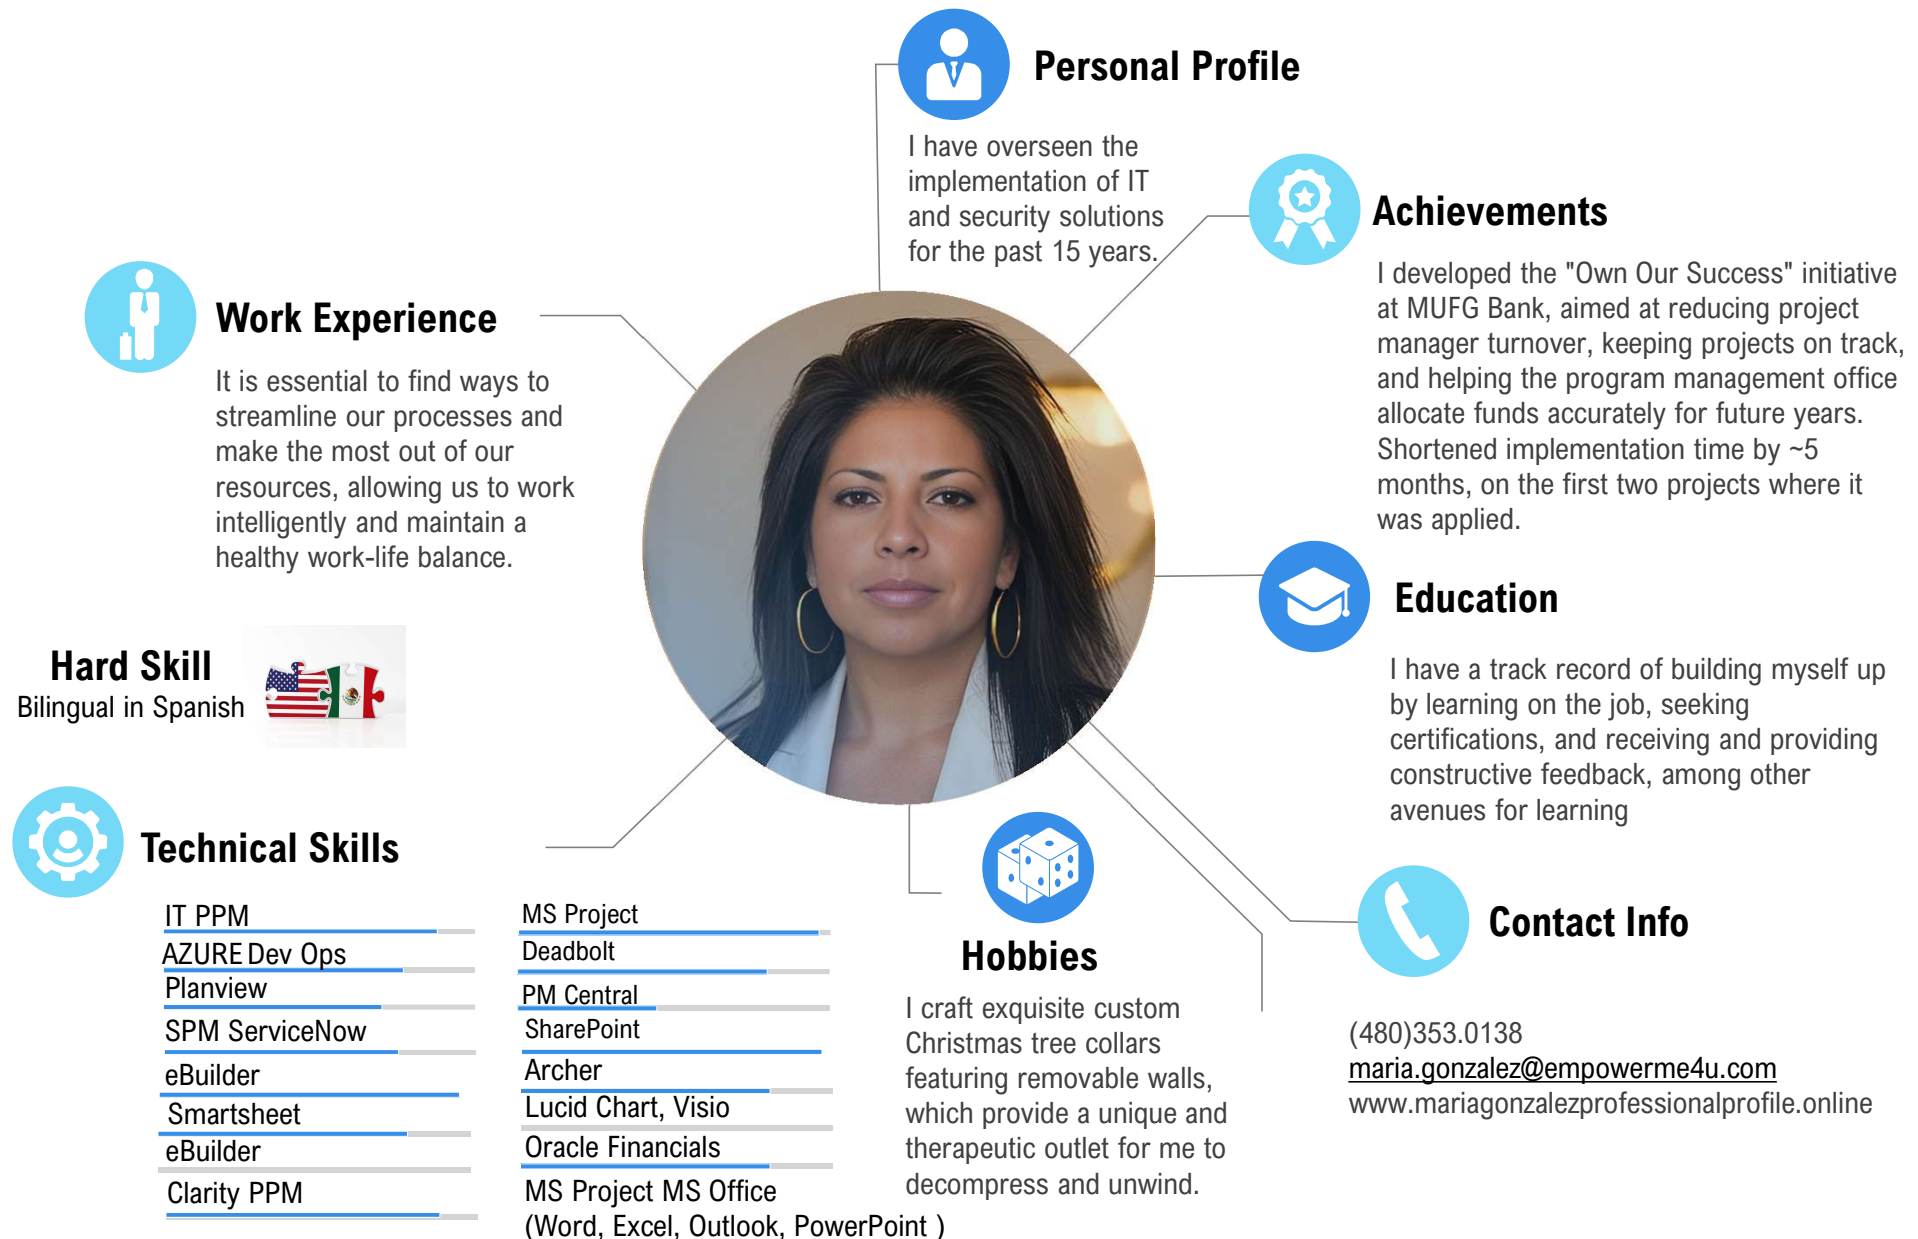 Personal Profile
I have overseen the
implementation of IT
and security solutions
for the past 15 years.
Achievements
I developed the "Own Our Success" initiative
at MUFG Bank, aimed at reducing project
manager turnover, keeping projects on track,
and helping the program management office
allocate funds accurately for future years.
Shortened implementation time by ~5
months, on the first two projects where it
was applied.
Work Experience
It is essential to find ways to
streamline our processes and
make the most out of our
resources, allowing us to work
intelligently and maintain a
healthy work-life balance.
Education
I have a track record of building myself up
by learning on the job, seeking
certifications, and receiving and providing
constructive feedback, among other
avenues for learning
Hard Skill
Bilingual in Spanish
Technical Skills
IT PPM
AZURE Dev Ops
Planview
SPM ServiceNow
eBuilder
Smartsheet
eBuilder
Clarity PPM
MS Project
Deadbolt
PM Central
SharePoint
Archer
Lucid Chart, Visio
Oracle Financials
MS Project MS Office
(Word, Excel, Outlook, PowerPoint )
Hobbies
I craft exquisite custom
Christmas tree collars
featuring removable walls,
which provide a unique and
therapeutic outlet for me to
decompress and unwind.
Contact Info
(480)353.0138
maria.gonzalez@empowerme4u.com
www.mariagonzalezprofessionalprofile.online